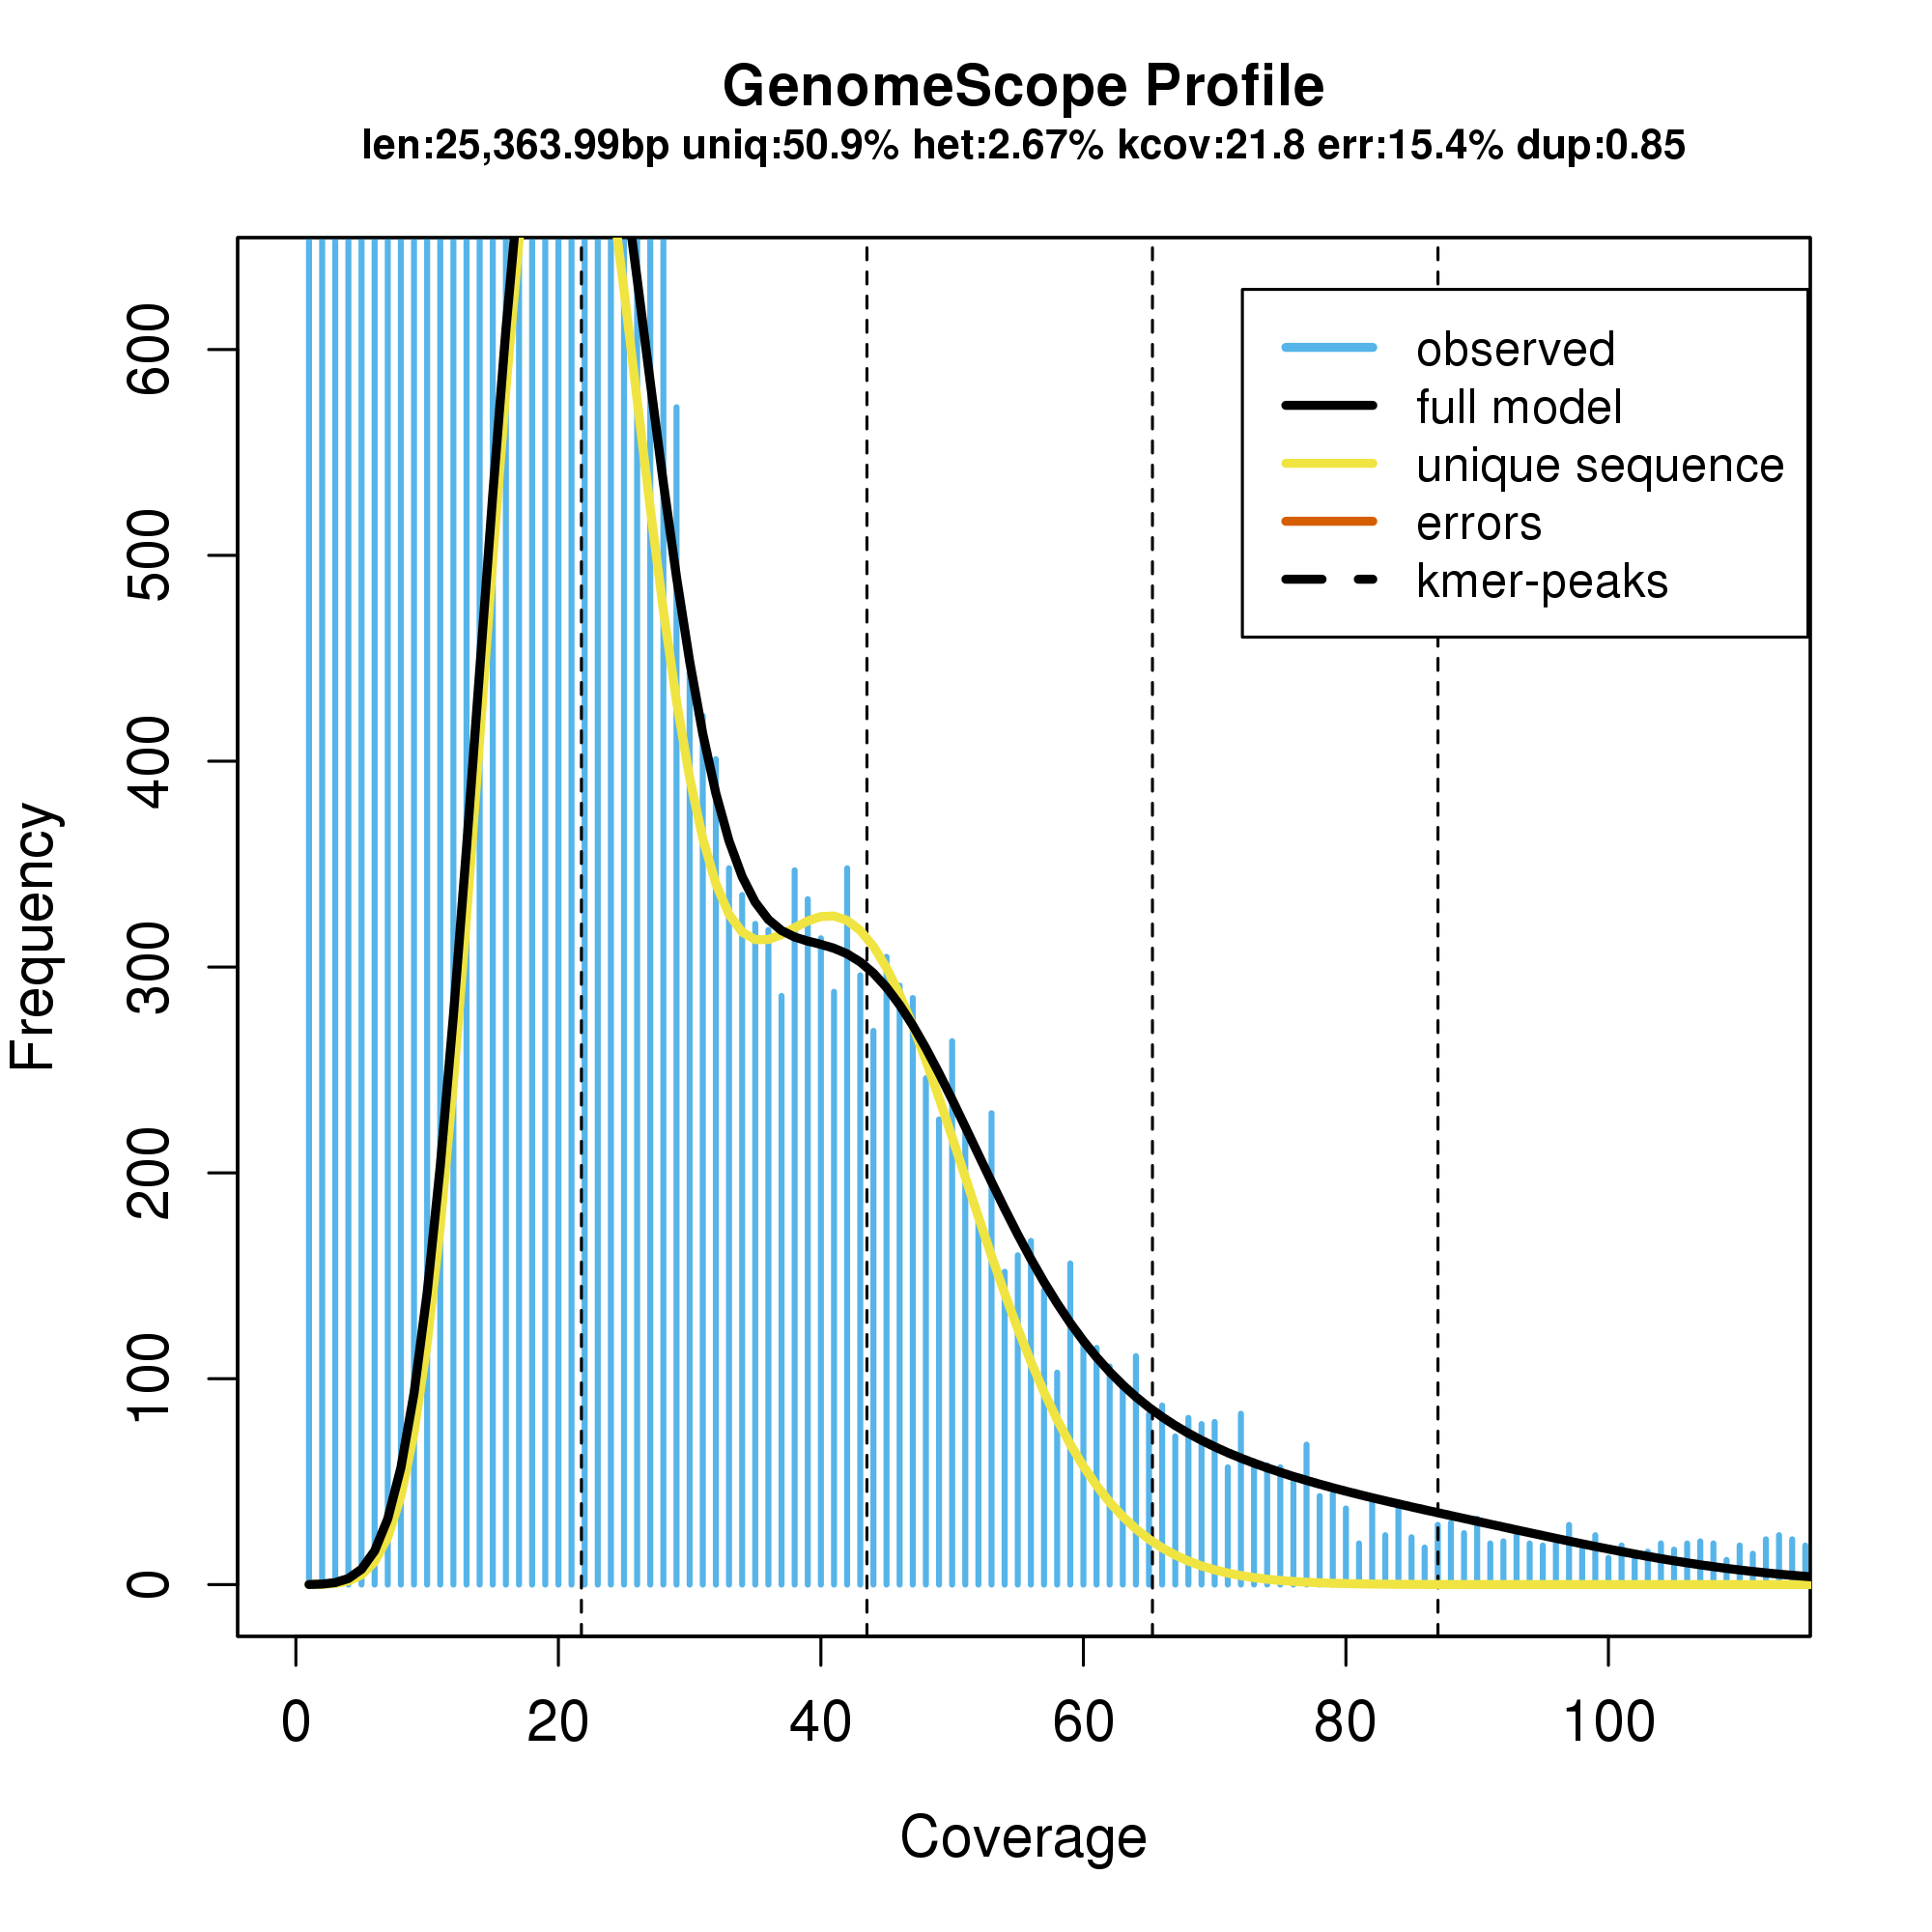 GenomeScope Profile
len:25,363.99bp uniq:50.9% het:2.67% kcov:21.8 err:15.4% dup:0.85
observed
full model
unique sequence
errors
kmer-peaks
Frequency
600
500
400
300
200
100
0
0 20 40 60 80 100
Coverage